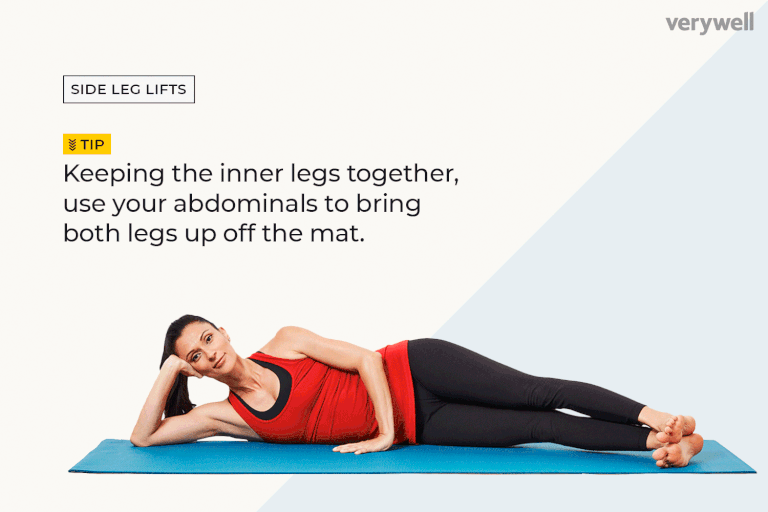 verywell
SIDE LEG LIFTS
TIP
Keeping the inner legs together,
use your abdominals to bring
both legs up off the mat.